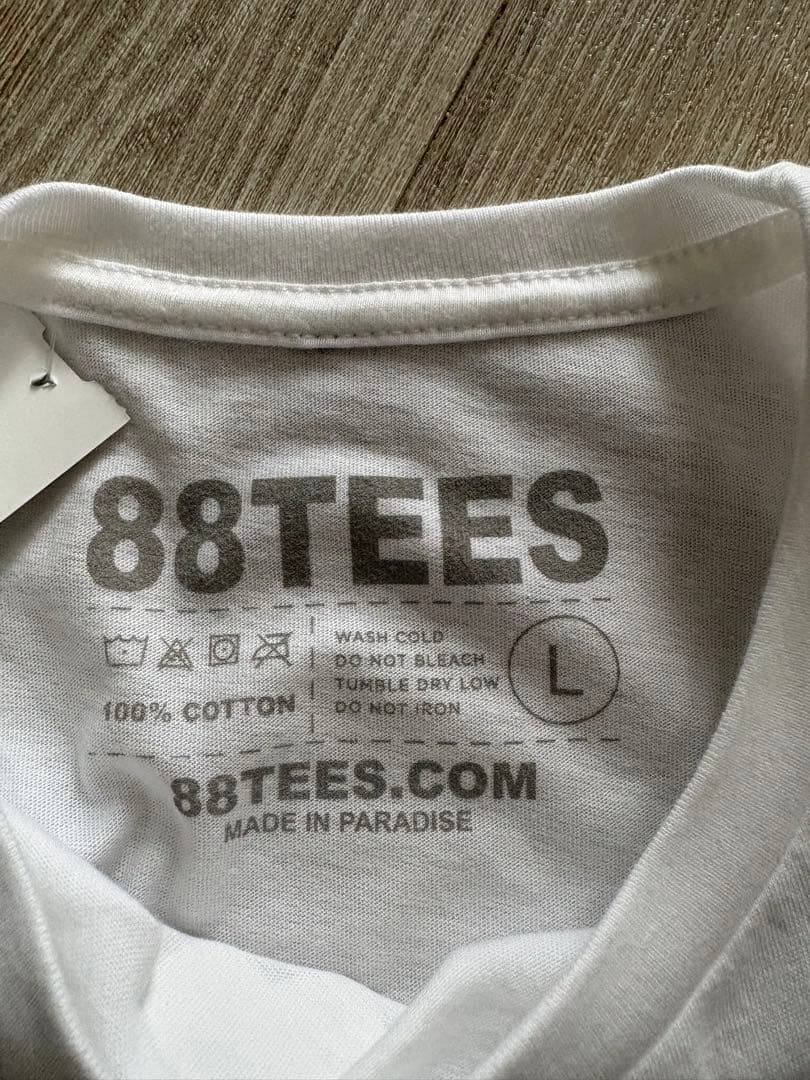 88TEES
WASH COLD
DO NOT BLEACH
TUMBLE DRY LOW
DO NOT IRON
100% COTTON
L
88TEES.COM
MADE IN PARADISE